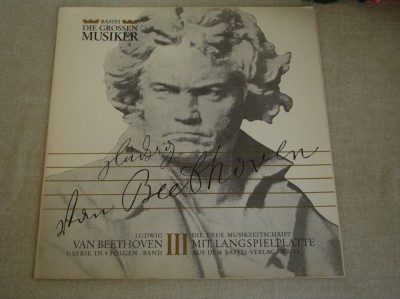 BASTEI
DIE GROSSEN
MUSIKER
Ludwig
van Beethoven
LUDWIG
VAN BEETHOVEN
III
DIE NEUE MUSIKZEITSCHRIFT
MIT LANGSPIELPLATTE
AUS DEM BASTEI-VERLAG